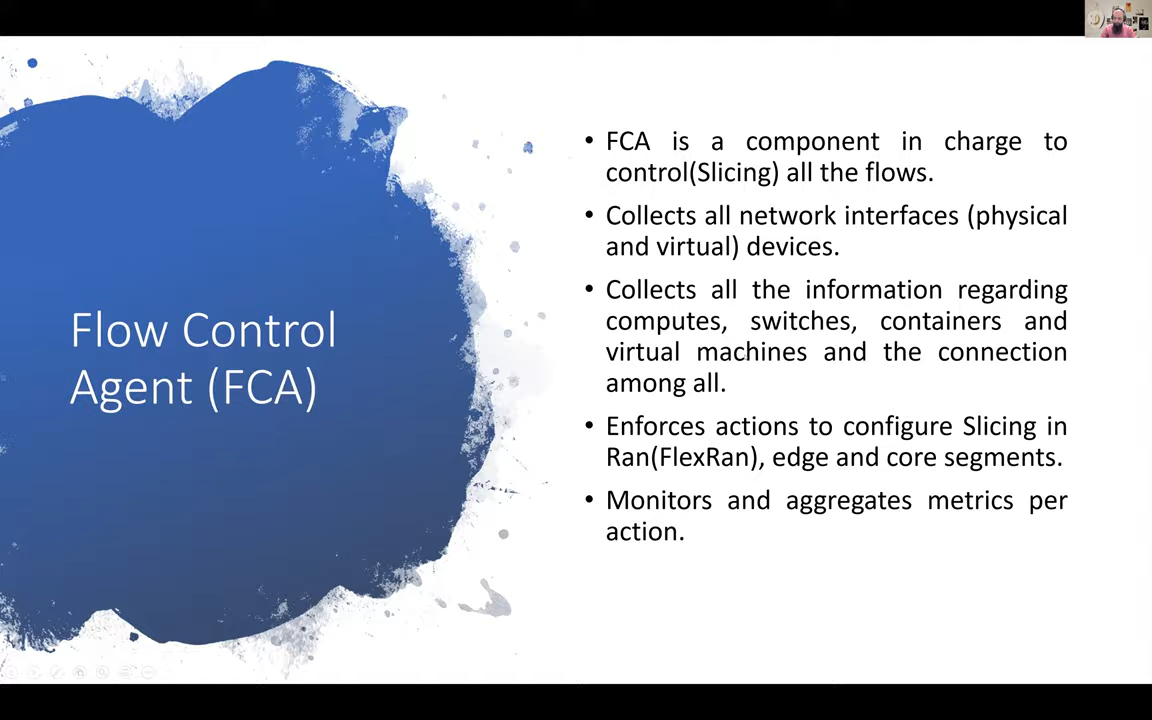 Flow Control
Agent (FCA)
• FCA is a component in charge to
control(Slicing) all the flows.
• Collects all network interfaces (physical
and virtual) devices.
• Collects all the information regarding
computes, switches, containers and
virtual machines and the connection
among all.
• Enforces actions to configure Slicing in
Ran(FlexRan), edge and core segments.
• Monitors and aggregates metrics per
action.